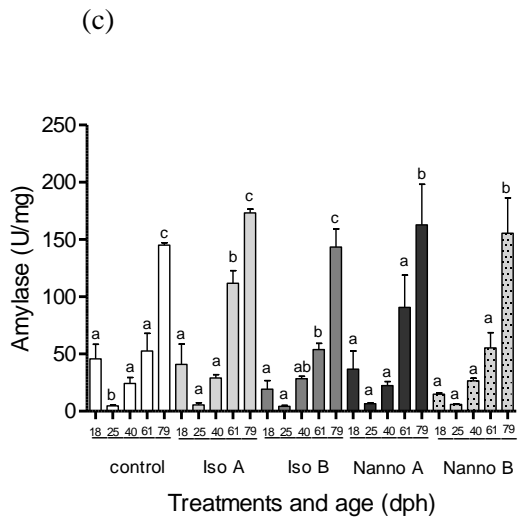 (c)
250
200
150
100
50
0
Amylase (U/mg)
a b a a c
a a a b c
a a ab b c
a a a a b
a a a a b
18 25 40 61 79 18 25 40 61 79 18 25 40 61 79 18 25 40 61 79 18 25 40 61 79
control Iso A Iso B Nanno A Nanno B
Treatments and age (dph)